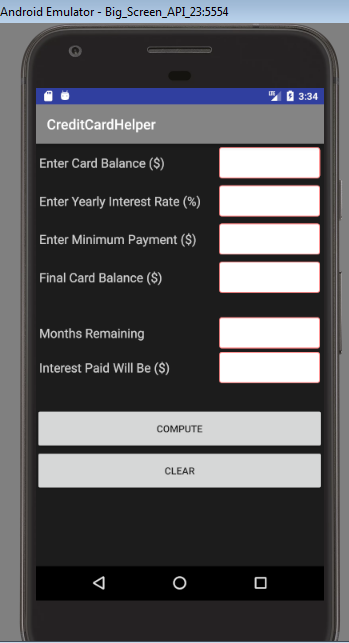 Android Emulator - Big_Screen_API_23:5554
LTE 3:34
CreditCardHelper
Enter Card Balance ($)
Enter Yearly Interest Rate (%)
Enter Minimum Payment ($)
Final Card Balance ($)
Months Remaining
Interest Paid Will Be ($)
COMPUTE
CLEAR